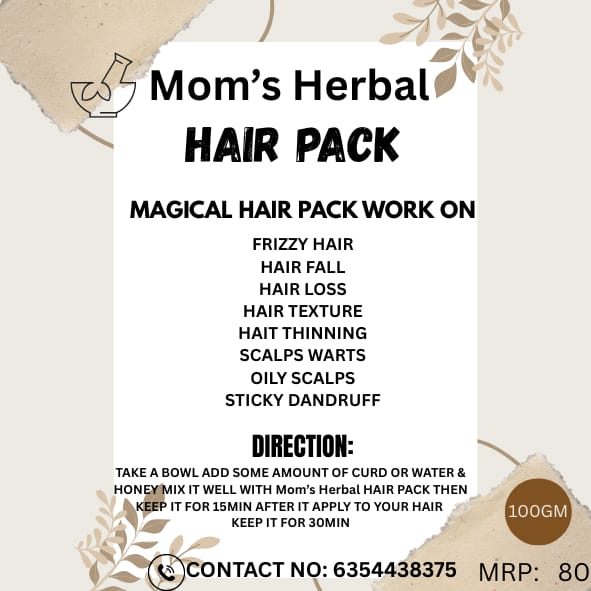 Mom's Herbal
HAIR PACK
MAGICAL HAIR PACK WORK ON
FRIZZY HAIR
HAIR FALL
HAIR LOSS
HAIR TEXTURE
HAIT THINNING
SCALPS WARTS
OILY SCALPS
STICKY DANDRUFF
DIRECTION:
TAKE A BOWL ADD SOME AMOUNT OF CURD OR WATER &
HONEY MIX IT WELL WITH Mom's Herbal HAIR PACK THEN
KEEP IT FOR 15MIN AFTER IT APPLY TO YOUR HAIR
KEEP IT FOR 30MIN
100GM
CONTACT NO: 6354438375
MRP: 80